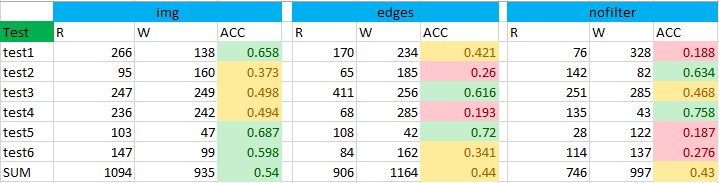 img edges nofilter
Test R W ACC R W ACC R W ACC
test1 266 138 0.658 170 234 0.421 76 328 0.188
test2 95 160 0.373 65 185 0.26 142 82 0.634
test3 247 249 0.498 411 256 0.616 251 285 0.468
test4 236 242 0.494 68 285 0.193 135 43 0.758
test5 103 47 0.687 108 42 0.72 28 122 0.187
test6 147 99 0.598 84 162 0.341 114 137 0.276
SUM 1094 935 0.54 906 1164 0.44 746 997 0.43